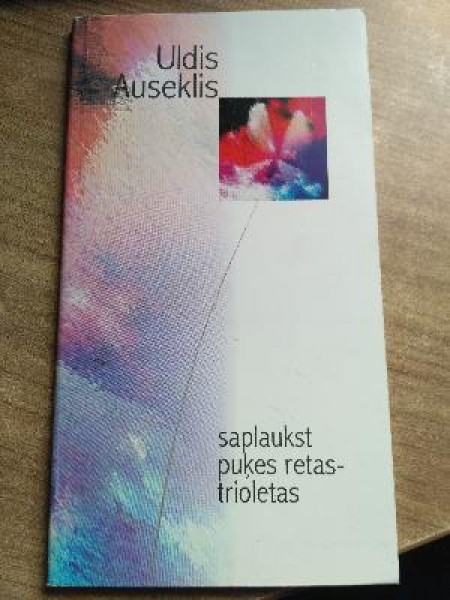 Uldis
Auseklis
saplaukst
puķes retas-
trioletas